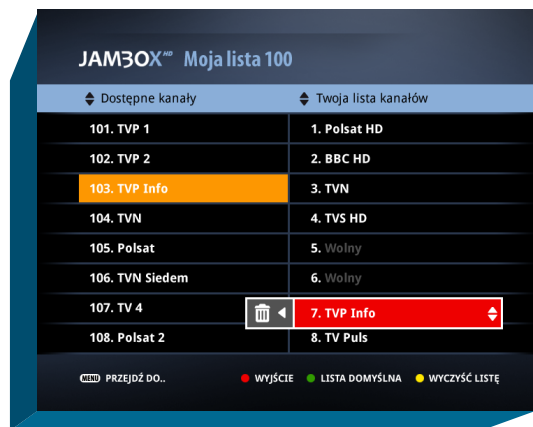 JAMBOX HD Moja lista 100
Dostępne kanały Twoja lista kanałów
101. TVP 1 1. Polsat HD
102. TVP 2 2. BBC HD
103. TVP Info 3. TVN
104. TVN 4. TVS HD
105. Polsat 5. Wolny
106. TVN Siedem 6. Wolny
107. TV 4 7. TVP Info
108. Polsat 2 8. TV Puls
MENU PRZEJDŹ DO.. WYJŚCIE LISTA DOMYŚLNA WYCZYŚĆ LISTĘ